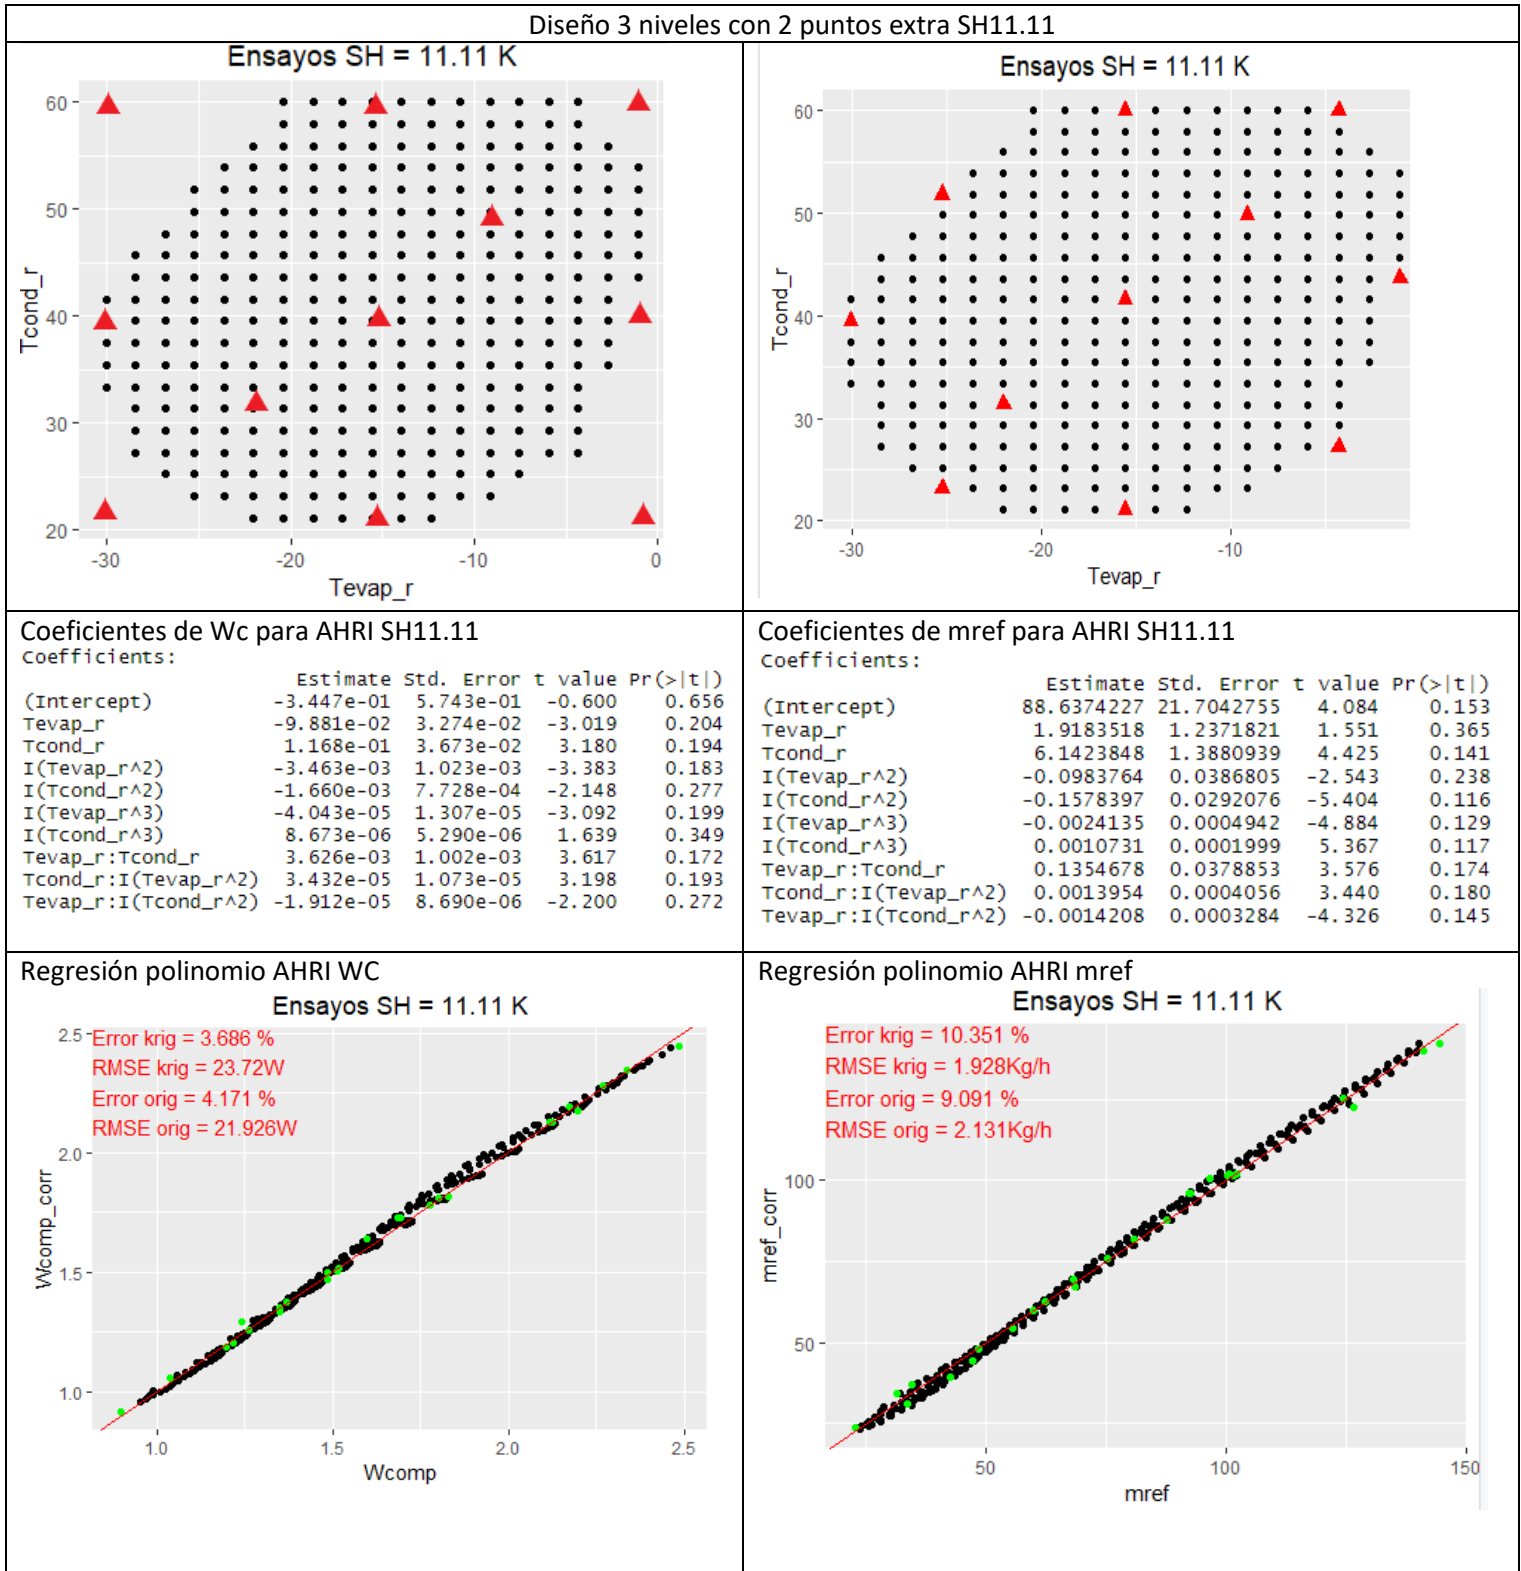 Diseño 3 niveles con 2 puntos extra SH11.11
Ensayos SH = 11.11 K
60
50
40
30
20
Tcond_r
-30 -20 -10 0
Tevap_r
Ensayos SH = 11.11 K
60
50
40
30
20
Tcond_r
-30 -20 -10
Tevap_r
Coeficientes de Wc para AHRI SH11.11
Coefficients:
Estimate Std. Error t value Pr(>|t|)
(Intercept) -3.447e-01 5.743e-01 -0.600 0.656
Tevap_r -9.881e-02 3.274e-02 -3.019 0.204
Tcond_r 1.168e-01 3.673e-02 3.180 0.194
I(Tevap_r^2) -3.463e-03 1.023e-03 -3.383 0.183
I(Tcond_r^2) -1.660e-03 7.728e-04 -2.148 0.277
I(Tevap_r^3) -4.043e-05 1.307e-05 -3.092 0.199
I(Tcond_r^3) 8.673e-06 5.290e-06 1.639 0.349
Tevap_r:Tcond_r 3.626e-03 1.002e-03 3.617 0.172
Tcond_r:I(Tevap_r^2) 3.432e-05 1.073e-05 3.198 0.193
Tevap_r:I(Tcond_r^2) -1.912e-05 8.690e-06 -2.200 0.272
Coeficientes de mref para AHRI SH11.11
Coefficients:
Estimate Std. Error t value Pr(>|t|)
(Intercept) 88.6374227 21.7042755 4.084 0.153
Tevap_r 1.9183518 1.2371821 1.551 0.365
Tcond_r 6.1423848 1.3880939 4.425 0.141
I(Tevap_r^2) -0.0983764 0.0386805 -2.543 0.238
I(Tcond_r^2) -0.1578397 0.0292076 -5.404 0.116
I(Tevap_r^3) -0.0024135 0.0004942 -4.884 0.129
I(Tcond_r^3) 0.0010731 0.0001999 5.367 0.117
Tevap_r:Tcond_r 0.1354678 0.0378853 3.576 0.174
Tcond_r:I(Tevap_r^2) 0.0013954 0.0004056 3.440 0.180
Tevap_r:I(Tcond_r^2) -0.0014208 0.0003284 -4.326 0.145
Regresión polinomio AHRI WC
Ensayos SH = 11.11 K
Error krig = 3.686 %
RMSE krig = 23.72W
Error orig = 4.171 %
RMSE orig = 21.926W
2.5
2.0
1.5
1.0
Wcomp_corr
1.0 1.5 2.0 2.5
Wcomp
Regresión polinomio AHRI mref
Ensayos SH = 11.11 K
Error krig = 10.351 %
RMSE krig = 1.928Kg/h
Error orig = 9.091 %
RMSE orig = 2.131Kg/h
100
50
mref_corr
50 100 150
mref